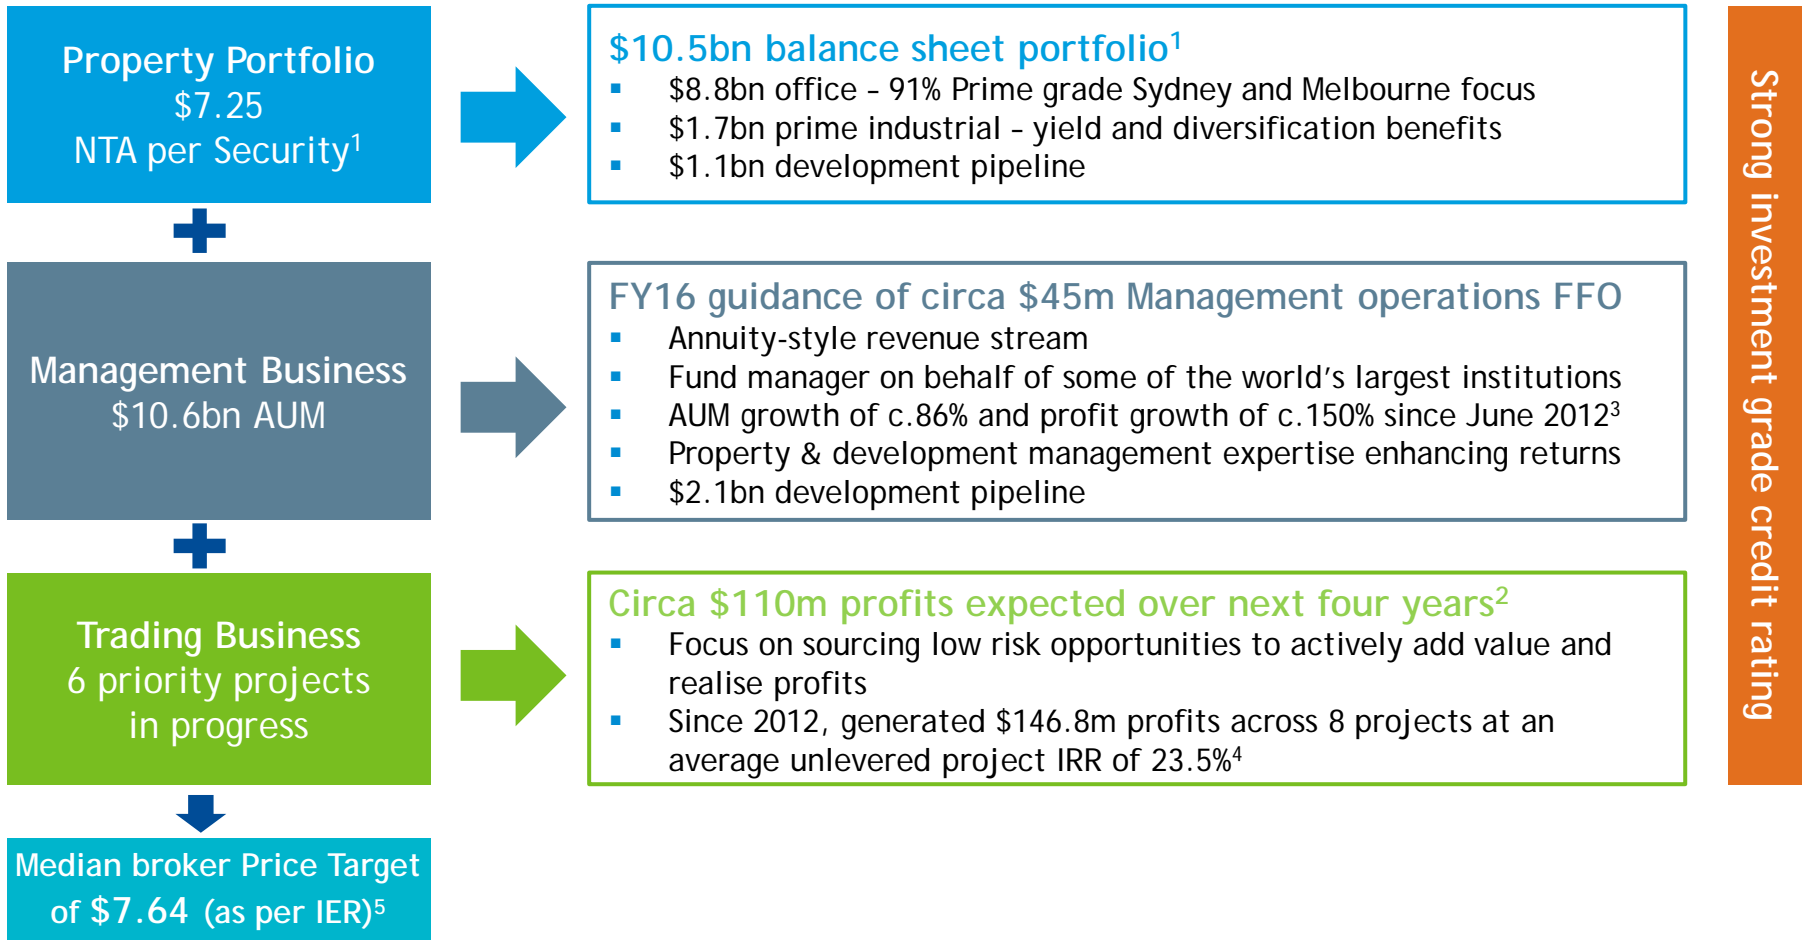 Property Portfolio
$7.25
NTA per Security¹
$10.5bn balance sheet portfolio¹
▪ $8.8bn office – 91% Prime grade Sydney and Melbourne focus
▪ $1.7bn prime industrial – yield and diversification benefits
▪ $1.1bn development pipeline
Management Business
$10.6bn AUM
FY16 guidance of circa $45m Management operations FFO
▪ Annuity-style revenue stream
▪ Fund manager on behalf of some of the world’s largest institutions
▪ AUM growth of c.86% and profit growth of c.150% since June 2012³
▪ Property & development management expertise enhancing returns
▪ $2.1bn development pipeline
Trading Business
6 priority projects
in progress
Circa $110m profits expected over next four years²
▪ Focus on sourcing low risk opportunities to actively add value and
realise profits
▪ Since 2012, generated $146.8m profits across 8 projects at an
average unlevered project IRR of 23.5%⁴
Median broker Price Target
of $7.64 (as per IER)⁵
Strong investment grade credit rating